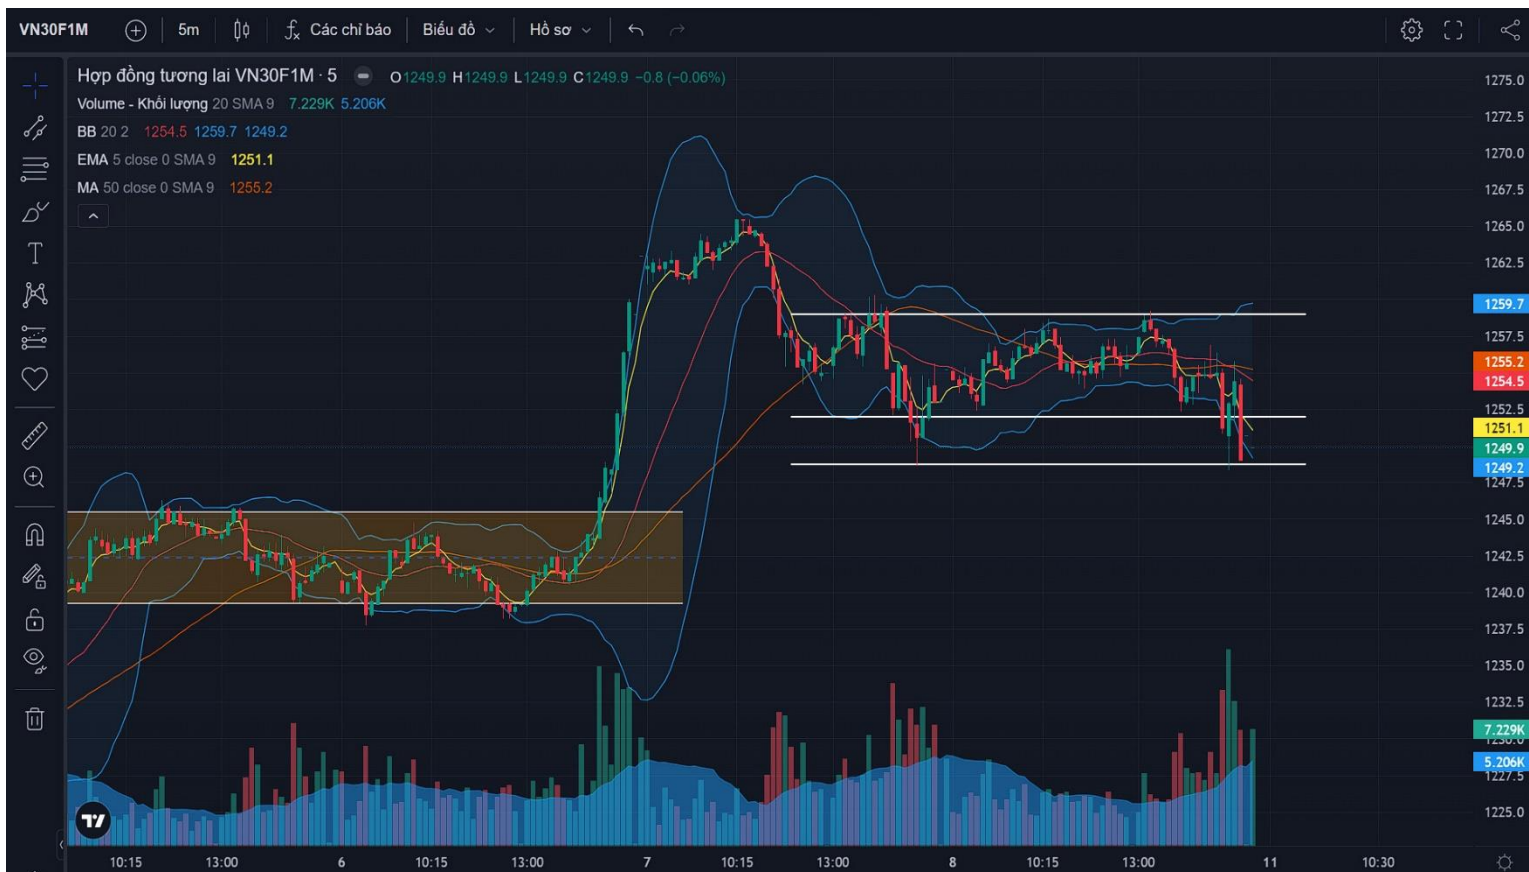 VN30F1M 5m Các chỉ báo Biểu đồ Hồ sơ
Hợp đồng tương lai VN30F1M · 5 O1249.9 H1249.9 L1249.9 C1249.9 −0.8 (−0.06%)
Volume - Khối lượng 20 SMA 9 7.229K 5.206K
BB 20 2 1254.5 1259.7 1249.2
EMA 5 close 0 SMA 9 1251.1
MA 50 close 0 SMA 9 1255.2
1275.0
1272.5
1270.0
1267.5
1265.0
1262.5
1259.7
1257.5
1255.2
1254.5
1252.5
1251.1
1249.9
1249.2
1247.5
1245.0
1242.5
1240.0
1237.5
1235.0
1232.5
7.229K
1230.0
5.206K
1227.5
1225.0
10:15 13:00 6 10:15 13:00 7 10:15 13:00 8 10:15 13:00 11 10:30